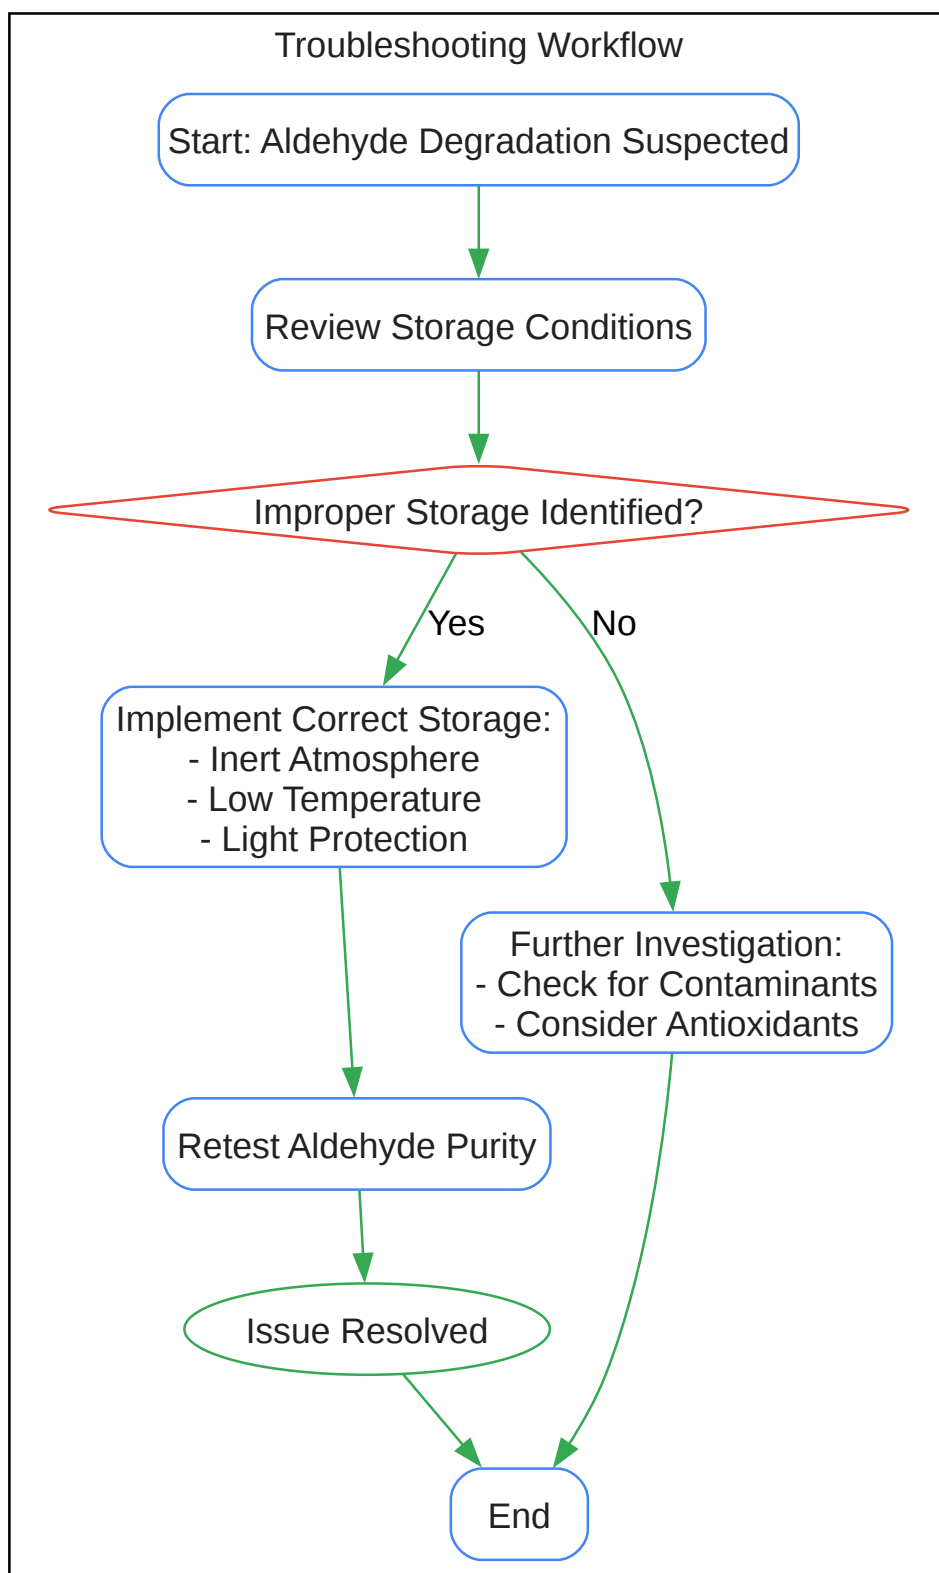 Troubleshooting Workflow
Start: Aldehyde Degradation Suspected
Review Storage Conditions
Improper Storage Identified?
Yes
No
Implement Correct Storage:
- Inert Atmosphere
- Low Temperature
- Light Protection
Further Investigation:
- Check for Contaminants
- Consider Antioxidants
Retest Aldehyde Purity
Issue Resolved
End